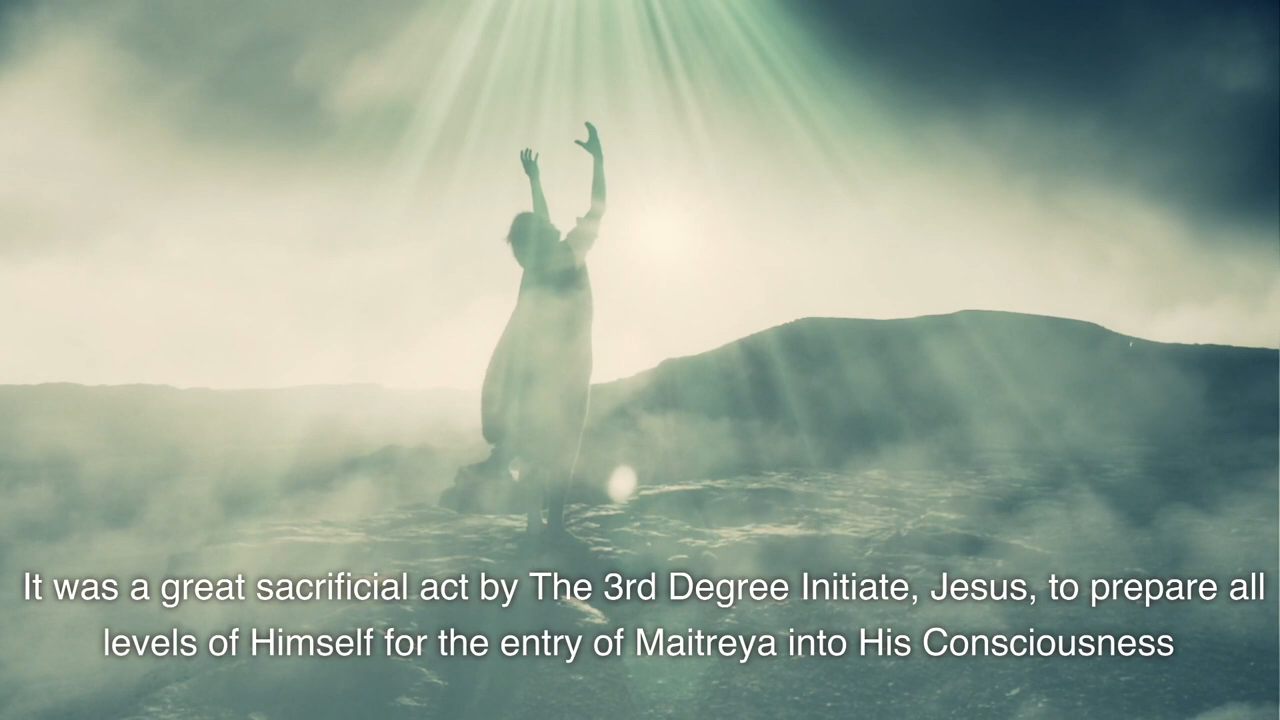 It was a great sacrificial act by The 3rd Degree Initiate, Jesus, to prepare all
levels of Himself for the entry of Maitreya into His Consciousness